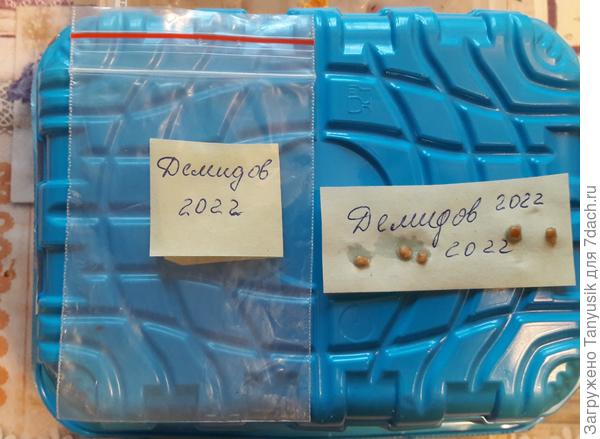 Демидов
2022
Демидов 2022
2022
Загружено Tanyusik для 7dach.ru